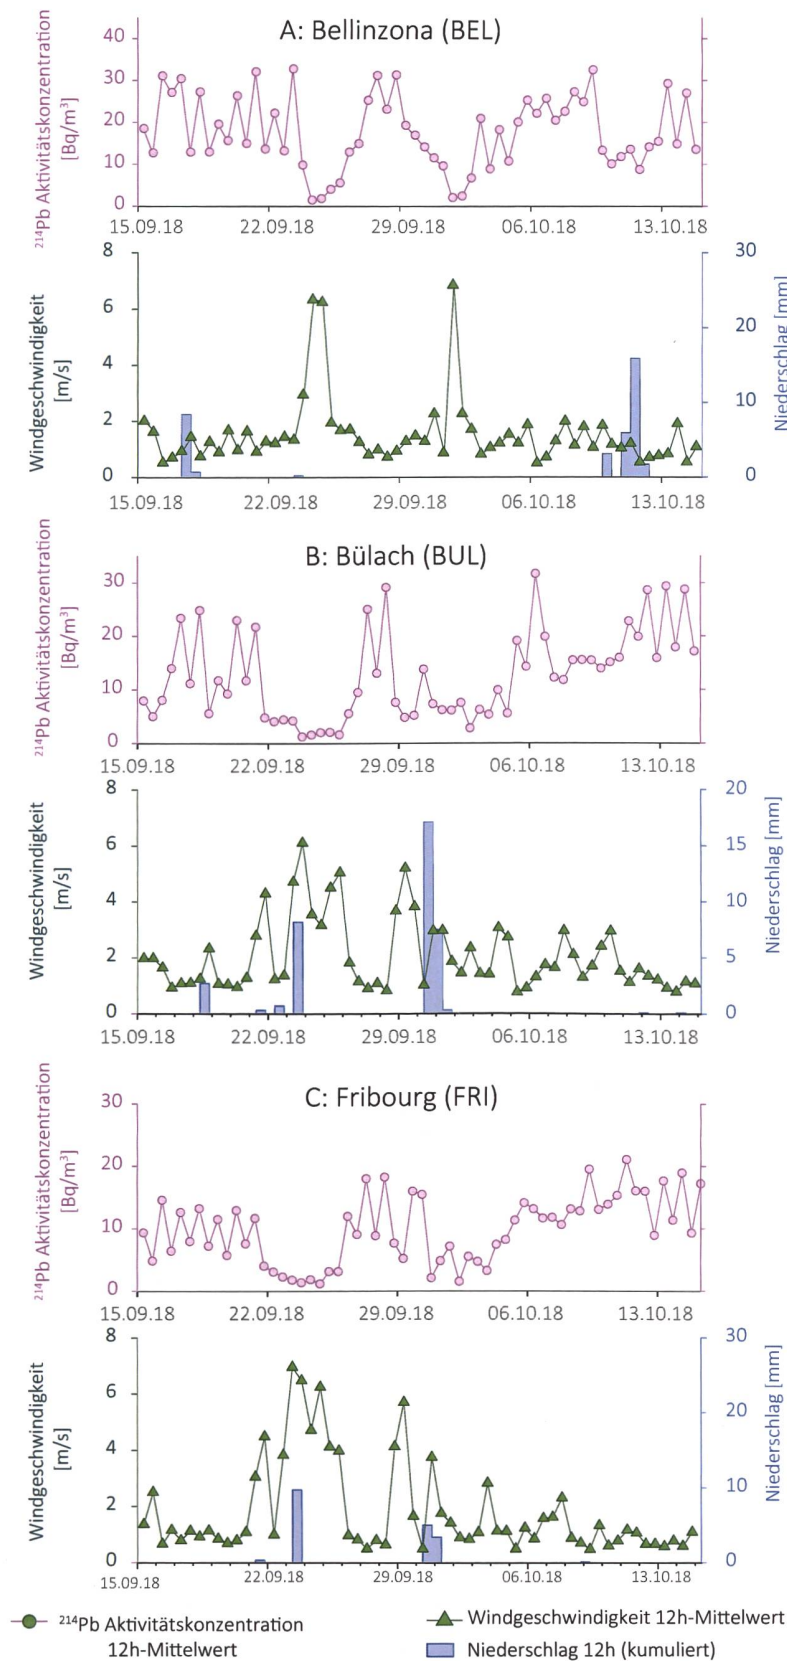 A: Bellinzona (BEL)
²¹⁴Pb Aktivitätskonzentration
[Bq/m³]
40
30
20
10
0
15.09.18 22.09.18 29.09.18 06.10.18 13.10.18
Windgeschwindigkeit
[m/s]
8
6
4
2
0
30
20
10
0
Niederschlag [mm]
15.09.18 22.09.18 29.09.18 06.10.18 13.10.18
B: Bülach (BUL)
²¹⁴Pb Aktivitätskonzentration
[Bq/m³]
30
20
10
0
15.09.18 22.09.18 29.09.18 06.10.18 13.10.18
Windgeschwindigkeit
[m/s]
8
6
4
2
0
20
15
10
5
0
Niederschlag [mm]
15.09.18 22.09.18 29.09.18 06.10.18 13.10.18
C: Fribourg (FRI)
²¹⁴Pb Aktivitätskonzentration
[Bq/m³]
30
20
10
0
15.09.18 22.09.18 29.09.18 06.10.18 13.10.18
Windgeschwindigkeit
[m/s]
8
6
4
2
0
30
20
10
0
Niederschlag [mm]
15.09.18 22.09.18 29.09.18 06.10.18 13.10.18
²¹⁴Pb Aktivitätskonzentration
12h-Mittelwert
Windgeschwindigkeit 12h-Mittelwert
Niederschlag 12h (kumuliert)